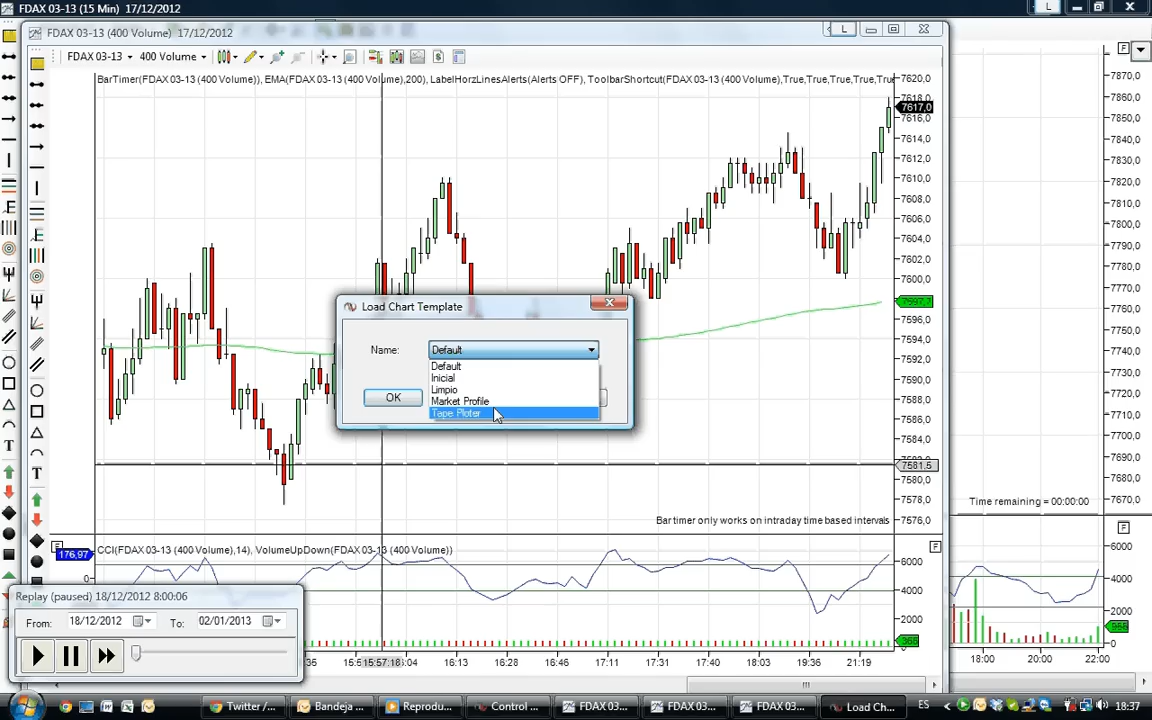 FDAX 03-13 (15 Min) 17/12/2012
L
FDAX 03-13 (400 Volume) 17/12/2012
L
FDAX 03-13
400 Volume
BarTimer(FDAX 03-13 (400 Volume)), EMA(FDAX 03-13 (400 Volume),200), LabelHorzLinesAlerts(Alerts OFF), ToolbarShortcut(FDAX 03-13 (400 Volume),True,True,True,True,Tru
7620,0
7618,0
7617,0
7614,0
7612,0
7610,0
7608,0
7606,0
7604,0
7602,0
7600,0
7597,7
7596,0
7594,0
7592,0
7590,0
7588,0
7586,0
7584,0
7581,5
7580,0
7578,0
7576,0
F
7870,0
7860,0
7850,0
7840,0
7830,0
7820,0
7810,0
7800,0
7790,0
7780,0
7770,0
7760,0
7750,0
7740,0
7730,0
7720,0
7710,0
7700,0
7690,0
7680,0
7670,0
Load Chart Template
Name:
Default
Default
Inicial
Limpio
Market Profile
Tape Ploter
OK
Time remaining = 00:00:00
Bar timer only works on intraday time based intervals
CCI(FDAX 03-13 (400 Volume),14), VolumeUpDown(FDAX 03-13 (400 Volume))
F
F
176,97
0
6000
4000
2000
0
365
6000
4000
2000
985
0
Replay (paused) 18/12/2012 8:00:06
From:
18/12/2012
To:
02/01/2013
15:57:18
16:13
16:28
16:46
17:11
17:31
17:40
18:03
19:36
21:19
18:00
20:00
22:00
Twitter /...
Bandeja ...
Reprodu...
Control ...
FDAX 03...
FDAX 03...
FDAX 03...
Load Ch...
ES
18:37